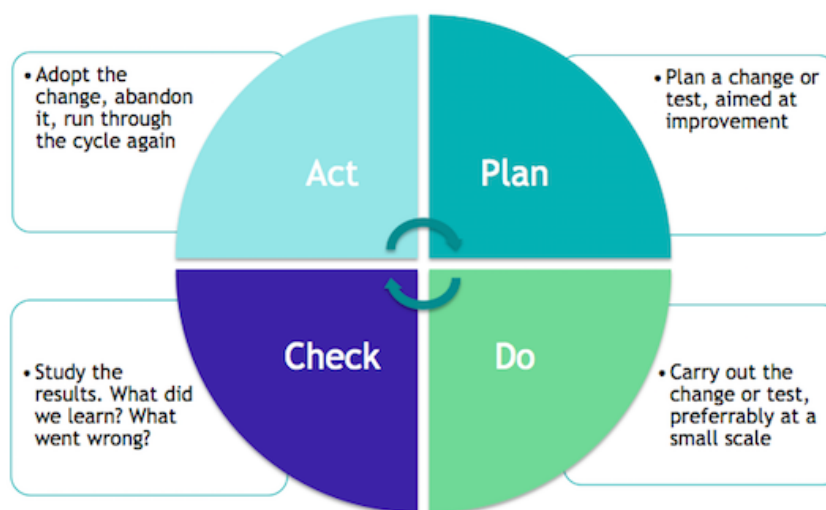 • Adopt the
change, abandon
it, run through
the cycle again
Act
Plan
• Plan a change or
test, aimed at
improvement
• Study the
results. What did
we learn? What
went wrong?
Check
Do
• Carry out the
change or test,
preferrably at a
small scale